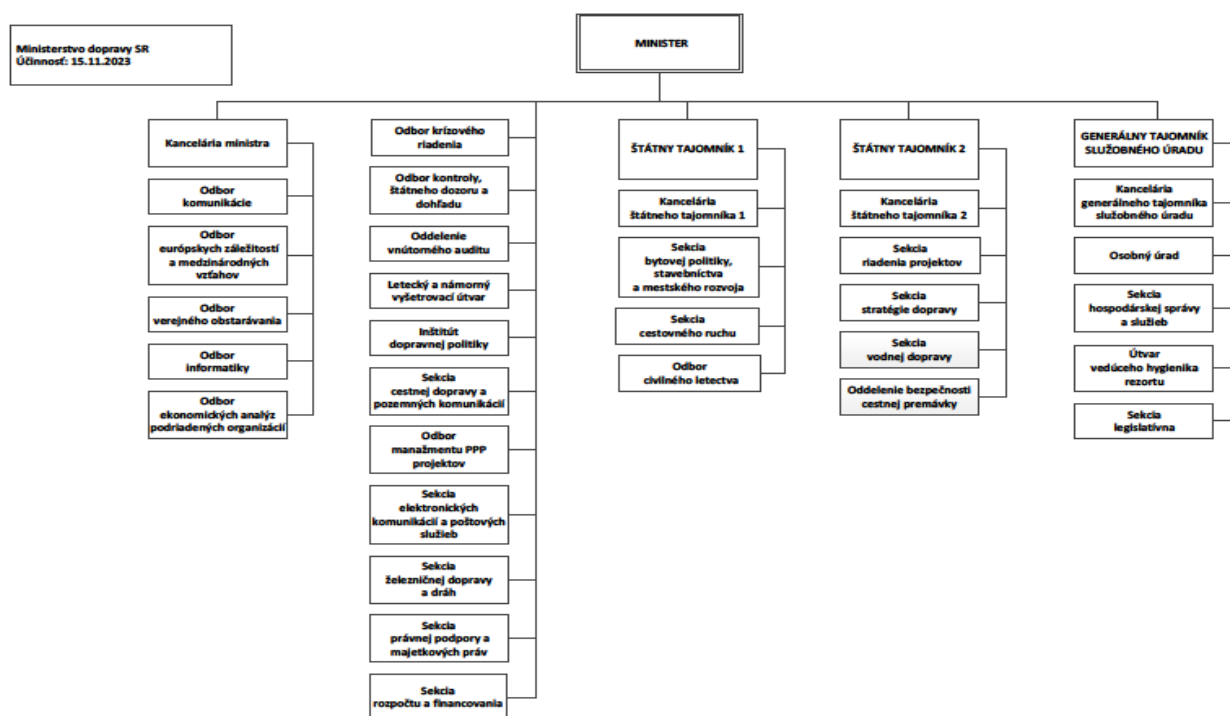 Ministerstvo dopravy SR
Účinnosť: 15.11.2023
MINISTER
Kancelária ministra
Odbor
komunikácie
Odbor
európskych záležitostí
a medzinárodných
vzťahov
Odbor
verejného obstarávania
Odbor
informatiky
Odbor
ekonomických analýz
podriadených organizácií
Odbor krízového
riadenia
Odbor kontroly,
štátneho dozoru a
dohľadu
Oddelenie
vnútorného auditu
Letecký a námorný
vyšetrovací útvar
Inštitút
dopravnej politiky
Sekcia
cestnej dopravy a
pozemných komunikácií
Odbor
manažmentu PPP
projektov
Sekcia
elektronických
komunikácií a poštových
služieb
Sekcia
železničnej dopravy
a dráh
Sekcia
právnej podpory a
majetkových práv
Sekcia
rozpočtu a financovania
ŠTÁTNY TAJOMNÍK 1
Kancelária
štátneho tajomníka 1
Sekcia
bytovej politiky,
stavebníctva
a mestského rozvoja
Sekcia
cestovného ruchu
Odbor
civilného letectva
ŠTÁTNY TAJOMNÍK 2
Kancelária
štátneho tajomníka 2
Sekcia
riadenia projektov
Sekcia
stratégie dopravy
Sekcia
vodnej dopravy
Oddelenie bezpečnosti
cestnej premávky
GENERÁLNY TAJOMNÍK
SLUŽOBNÉHO ÚRADU
Kancelária
generálneho tajomníka
služobného úradu
Osobný úrad
Sekcia
hospodárskej správy
a služieb
Útvar
vedúceho hygienika
rezortu
Sekcia
legislatívna